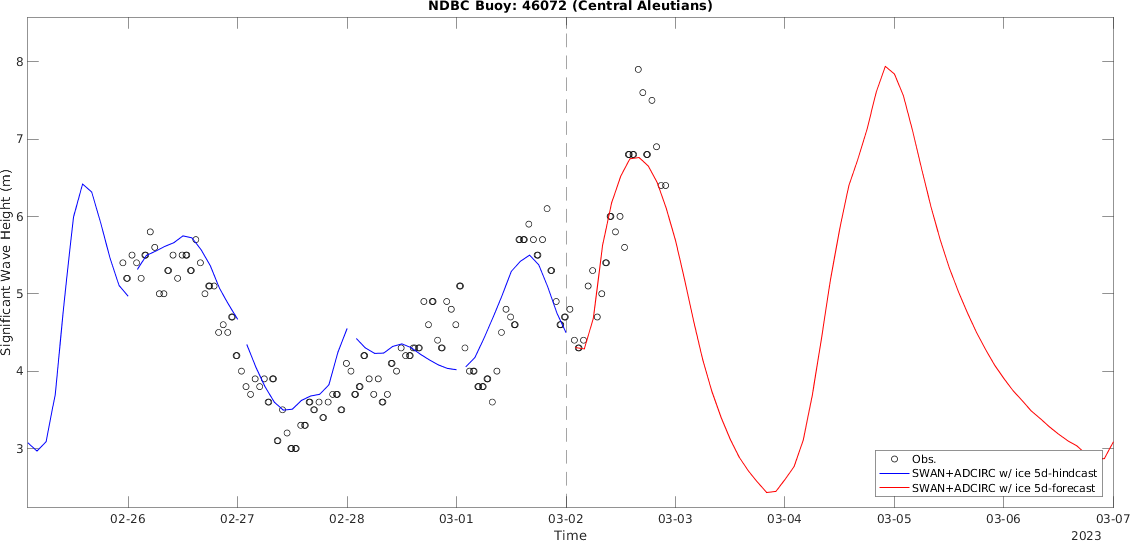 NDBC Buoy: 46072 (Central Aleutians)
8
7
6
5
4
3
Significant Wave Height (m)
Obs.
SWAN+ADCIRC w/ ice 5d-hindcast
SWAN+ADCIRC w/ ice 5d-forecast
02-26 02-27 02-28 03-01 03-02 03-03 03-04 03-05 03-06 03-07
Time
2023